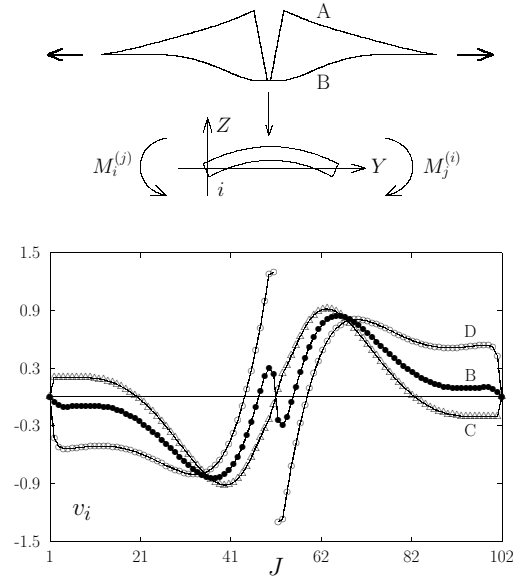 A
B
Z
M_i^{(j)} Y M_j^{(i)}
i
1.5
0.9
D
0.3
B
-0.3
C
-0.9
v_i
-1.5
1 21 41 62 82 102
J